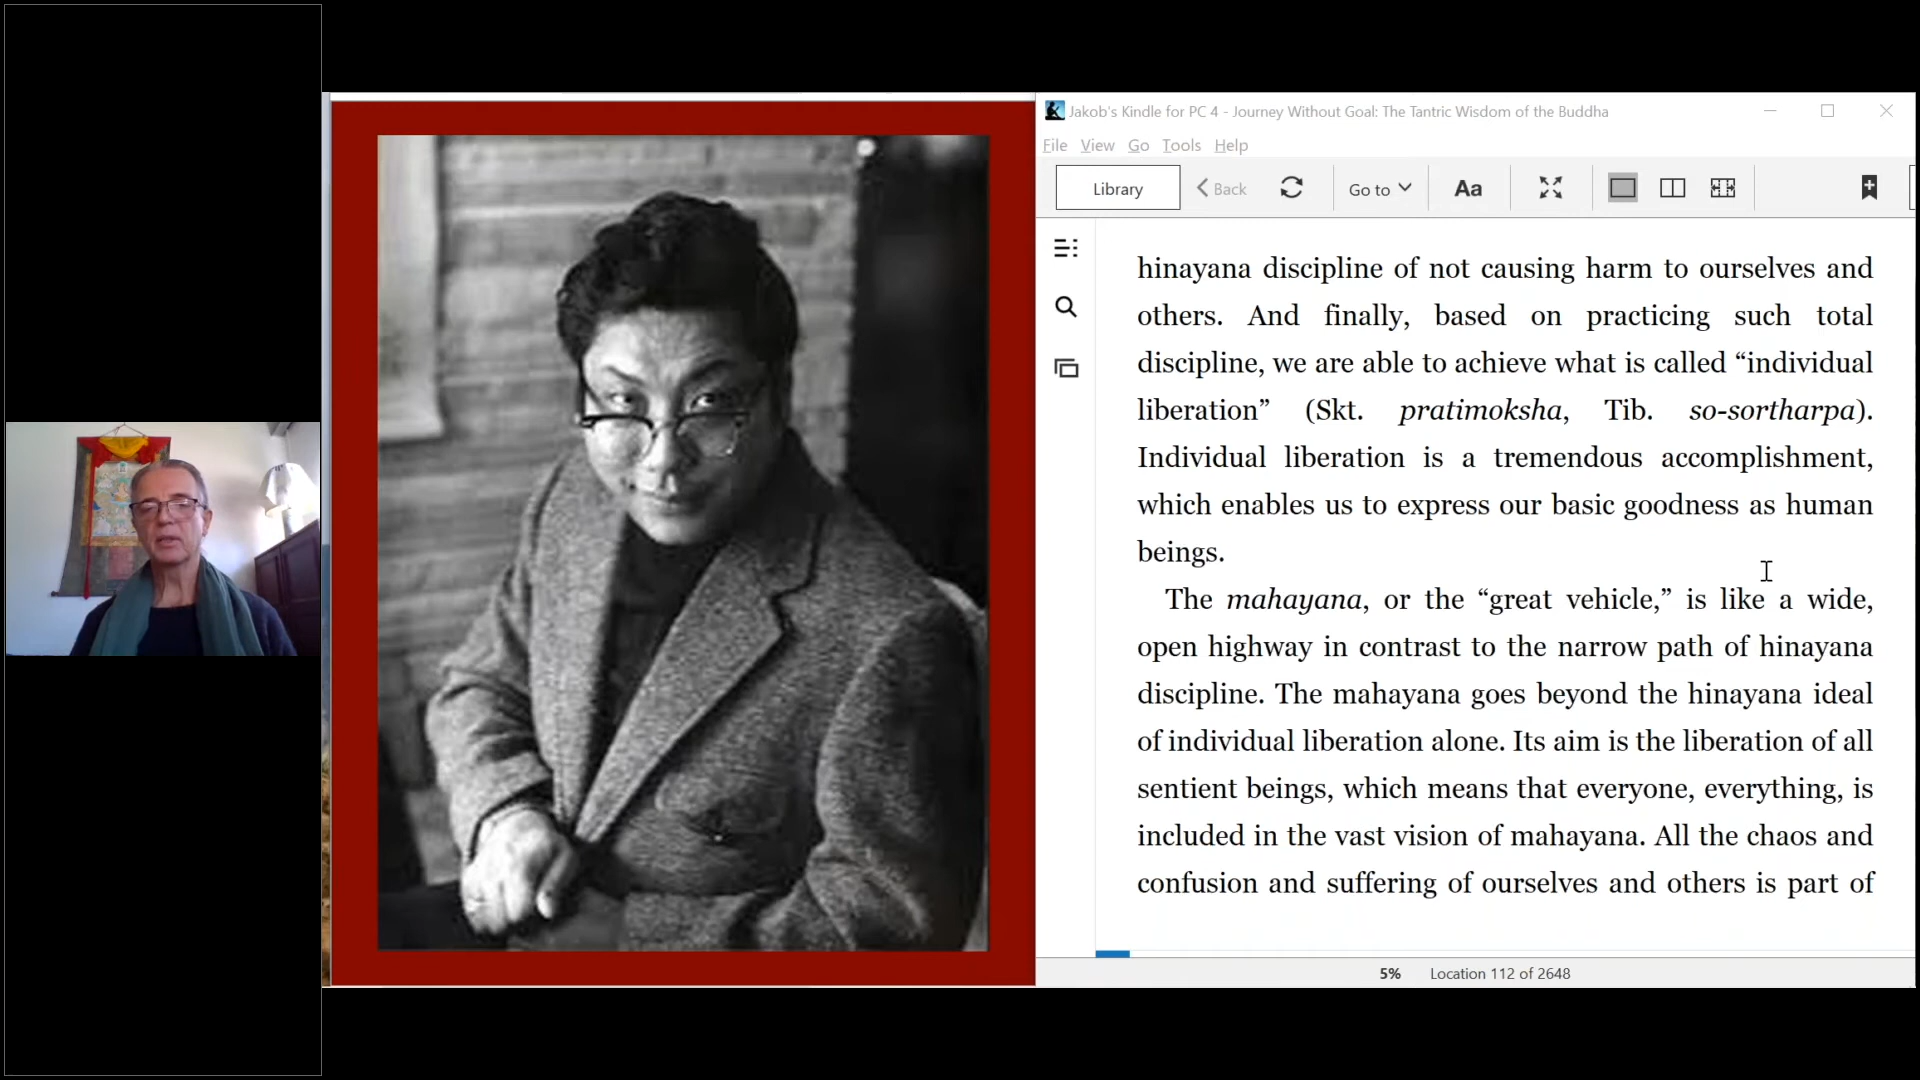 Jakob's Kindle for PC 4 - Journey Without Goal: The Tantric Wisdom of the Buddha
File View Go Tools Help
Library Back Go to Aa
hinayana discipline of not causing harm to ourselves and
others. And finally, based on practicing such total
discipline, we are able to achieve what is called “individual
liberation” (Skt. pratimoksha, Tib. so-sortharpa).
Individual liberation is a tremendous accomplishment,
which enables us to express our basic goodness as human
beings.
The mahayana, or the “great vehicle,” is like a wide,
open highway in contrast to the narrow path of hinayana
discipline. The mahayana goes beyond the hinayana ideal
of individual liberation alone. Its aim is the liberation of all
sentient beings, which means that everyone, everything, is
included in the vast vision of mahayana. All the chaos and
confusion and suffering of ourselves and others is part of
5% Location 112 of 2648